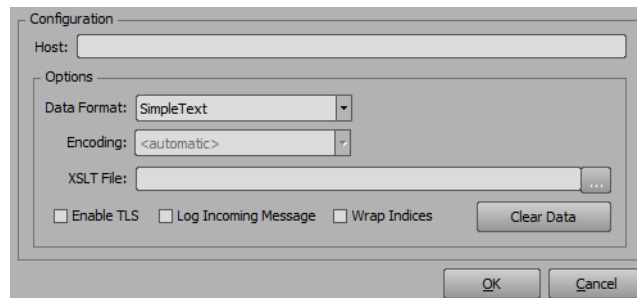 Configuration
Host:
Options
Data Format: SimpleText
Encoding: <automatic>
XSLT File: ...
Enable TLS Log Incoming Message Wrap Indices Clear Data
OK Cancel